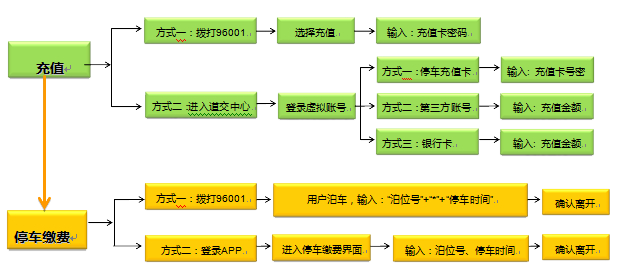 方式一：拨打96001
选择充值
输入：充值卡密码
充值
方式一：停车充值卡
输入：充值卡号密
方式二：进入道交中心
登录虚拟账号
方式二：第三方账号
输入：充值金额
方式三：银行卡
输入：充值金额
方式一：拨打96001
用户泊车，输入：“泊位号”+“*”+“停车时间”
确认离开
停车缴费
方式二：登录APP
进入停车缴费界面
输入：泊位号、停车时间
确认离开